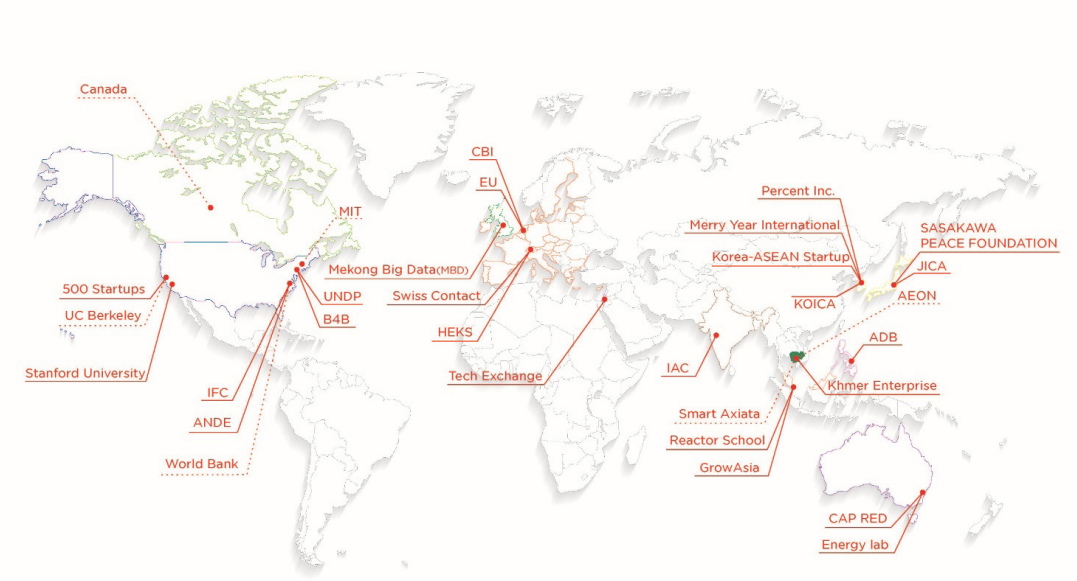 Canada
CBI
EU
MIT
Percent Inc.
Merry Year International
SASAKAWA
PEACE FOUNDATION
Korea-ASEAN Startup
JICA
Mekong Big Data(MBD)
500 Startups
UNDP
Swiss Contact
KOICA
AEON
UC Berkeley
B4B
HEKS
ADB
Stanford University
IAC
Tech Exchange
Khmer Enterprise
IFC
Smart Axiata
ANDE
Reactor School
World Bank
GrowAsia
CAP RED
Energy lab